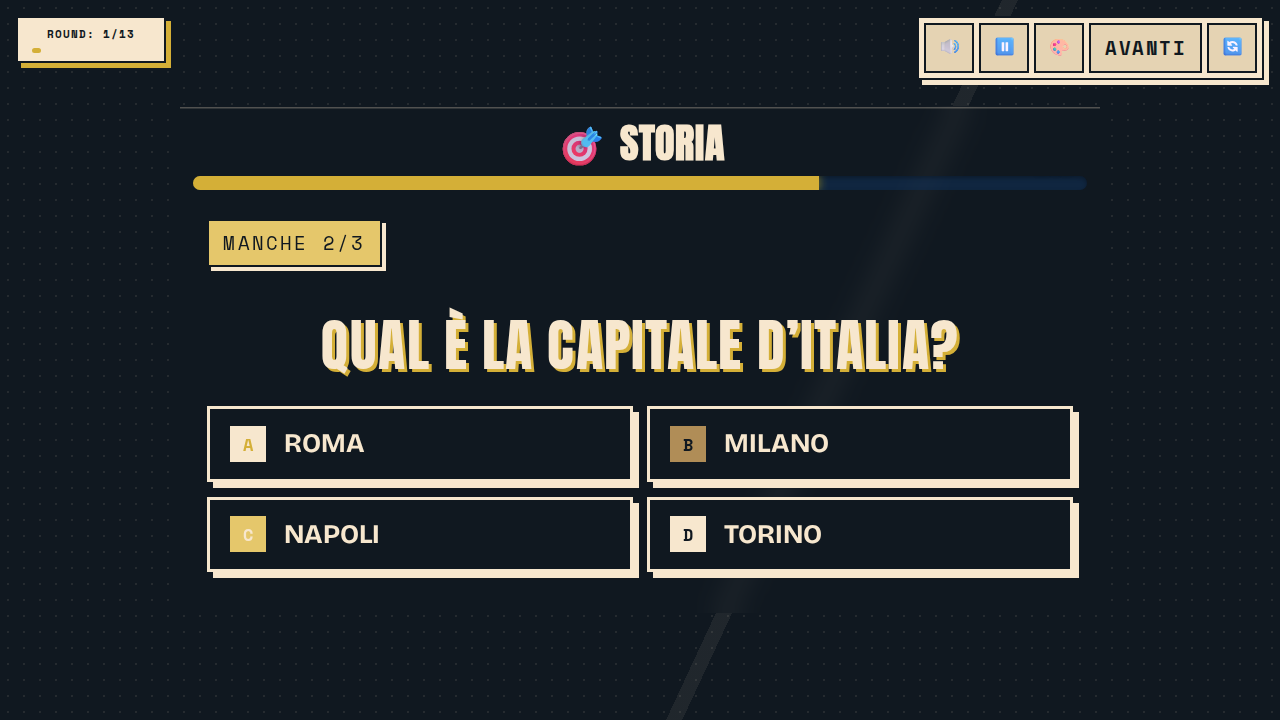 ROUND: 1/13
AVANTI
STORIA
MANCHE 2/3
QUAL È LA CAPITALE D’ITALIA?
A ROMA
B MILANO
C NAPOLI
D TORINO